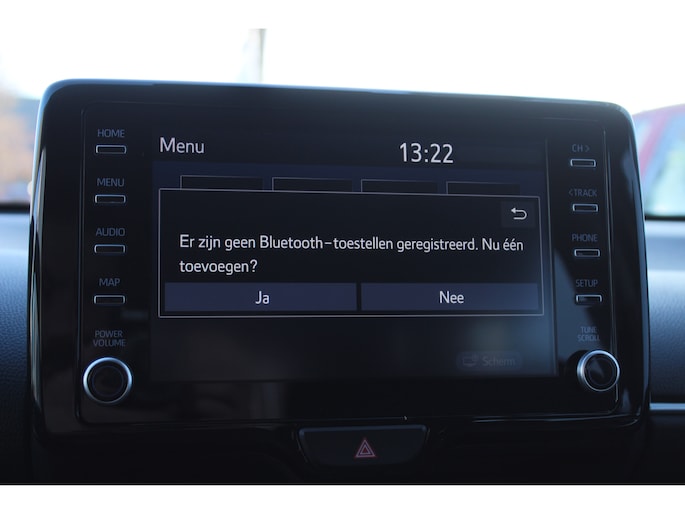 HOME
MENU
AUDIO
MAP
POWER
VOLUME
Menu
13:22
Er zijn geen Bluetooth-toestellen geregistreerd. Nu één
toevoegen?
Ja
Nee
Scherm
CH >
< TRACK
PHONE
SETUP
TUNE
SCROLL